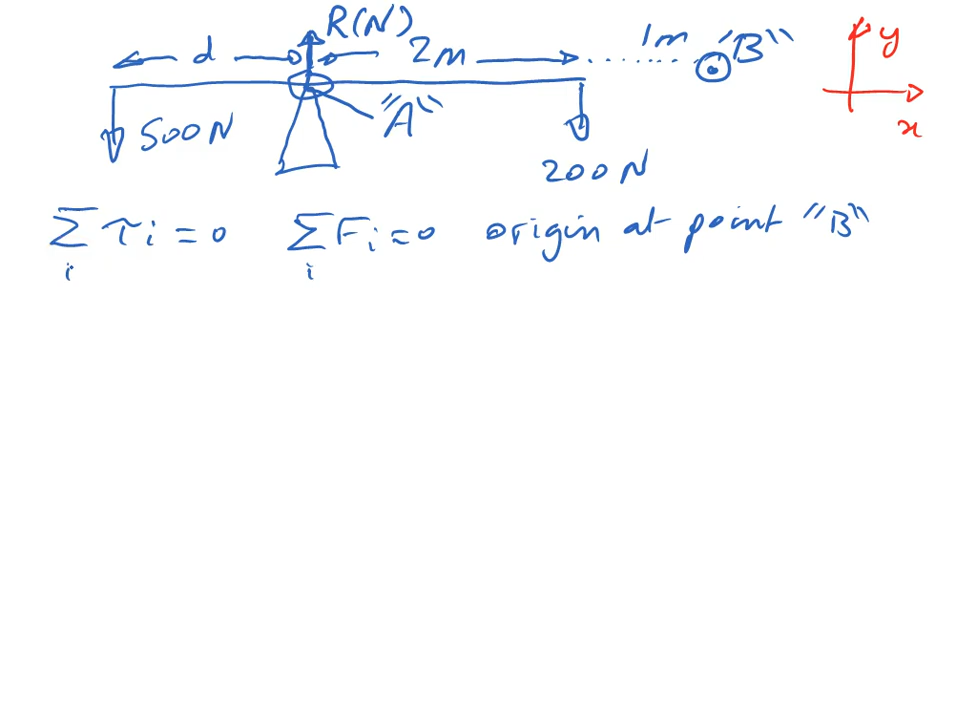 R(N)
d 2m 1m "B"
y
500N "A"
x
200N
∑ τi = 0 ∑ Fi = 0 origin at point "B"
i i